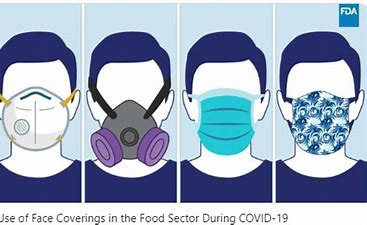 FDA
Use of Face Coverings in the Food Sector During COVID-19